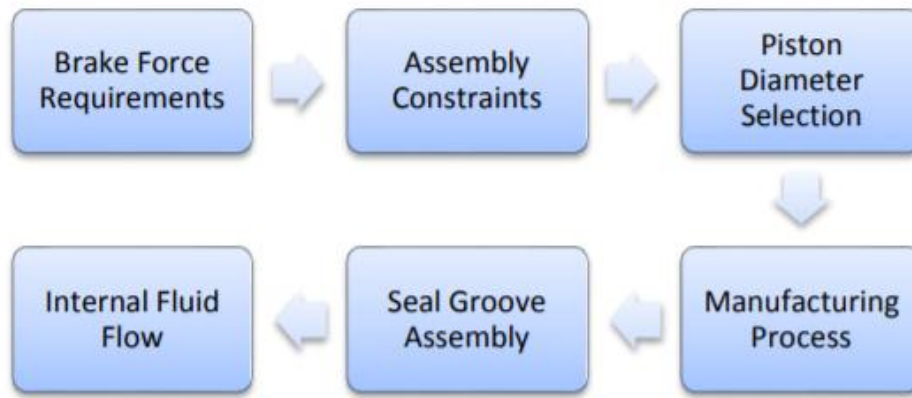 Brake Force
Requirements
Assembly
Constraints
Piston
Diameter
Selection
Manufacturing
Process
Seal Groove
Assembly
Internal Fluid
Flow